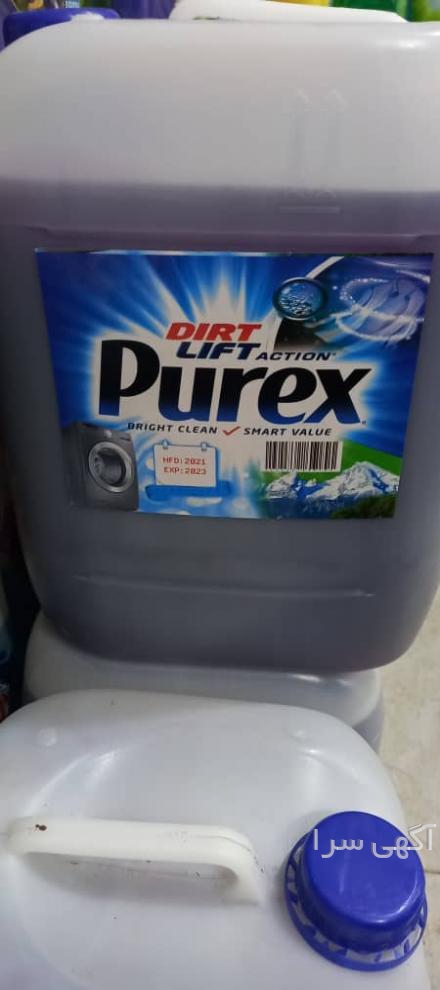 DIRT
LIFT ACTION
Purex
BRIGHT CLEAN SMART VALUE
MFD:2021
EXP:2023
آگهی سرا